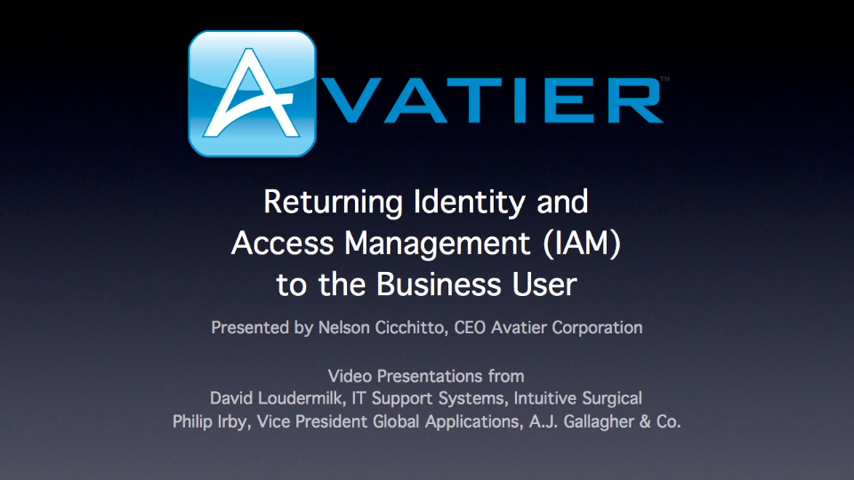 AVATIER™
Returning Identity and
Access Management (IAM)
to the Business User
Presented by Nelson Cicchitto, CEO Avatier Corporation
Video Presentations from
David Loudermilk, IT Support Systems, Intuitive Surgical
Philip Irby, Vice President Global Applications, A.J. Gallagher & Co.